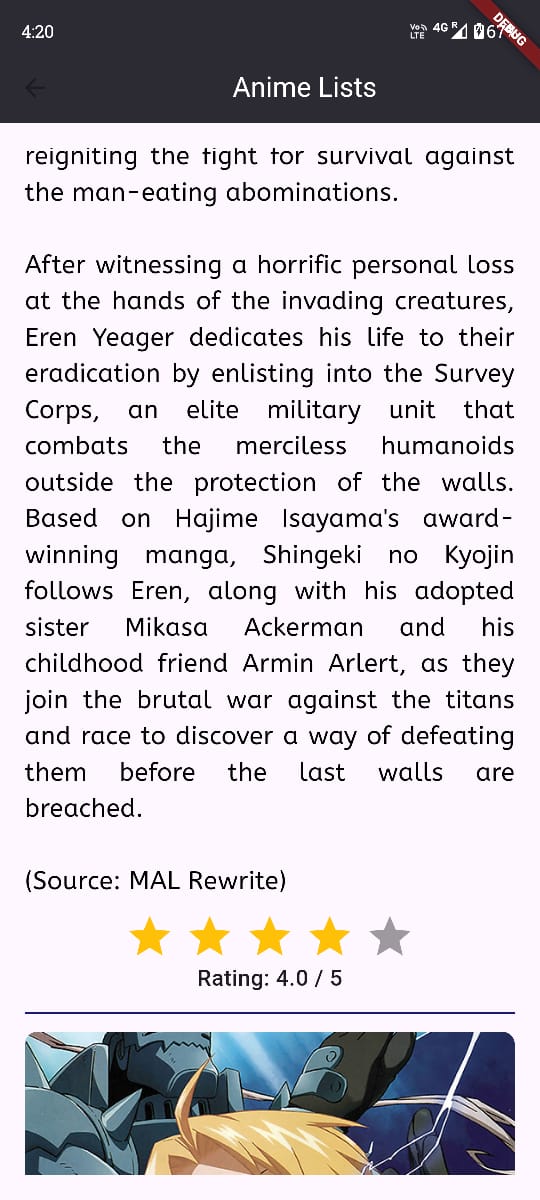 4:20
Vo)) LTE 4G R 67%
DEBUG
Anime Lists
reigniting the fight for survival against
the man-eating abominations.
After witnessing a horrific personal loss
at the hands of the invading creatures,
Eren Yeager dedicates his life to their
eradication by enlisting into the Survey
Corps, an elite military unit that
combats the merciless humanoids
outside the protection of the walls.
Based on Hajime Isayama's award-
winning manga, Shingeki no Kyojin
follows Eren, along with his adopted
sister Mikasa Ackerman and his
childhood friend Armin Arlert, as they
join the brutal war against the titans
and race to discover a way of defeating
them before the last walls are
breached.
(Source: MAL Rewrite)
Rating: 4.0 / 5